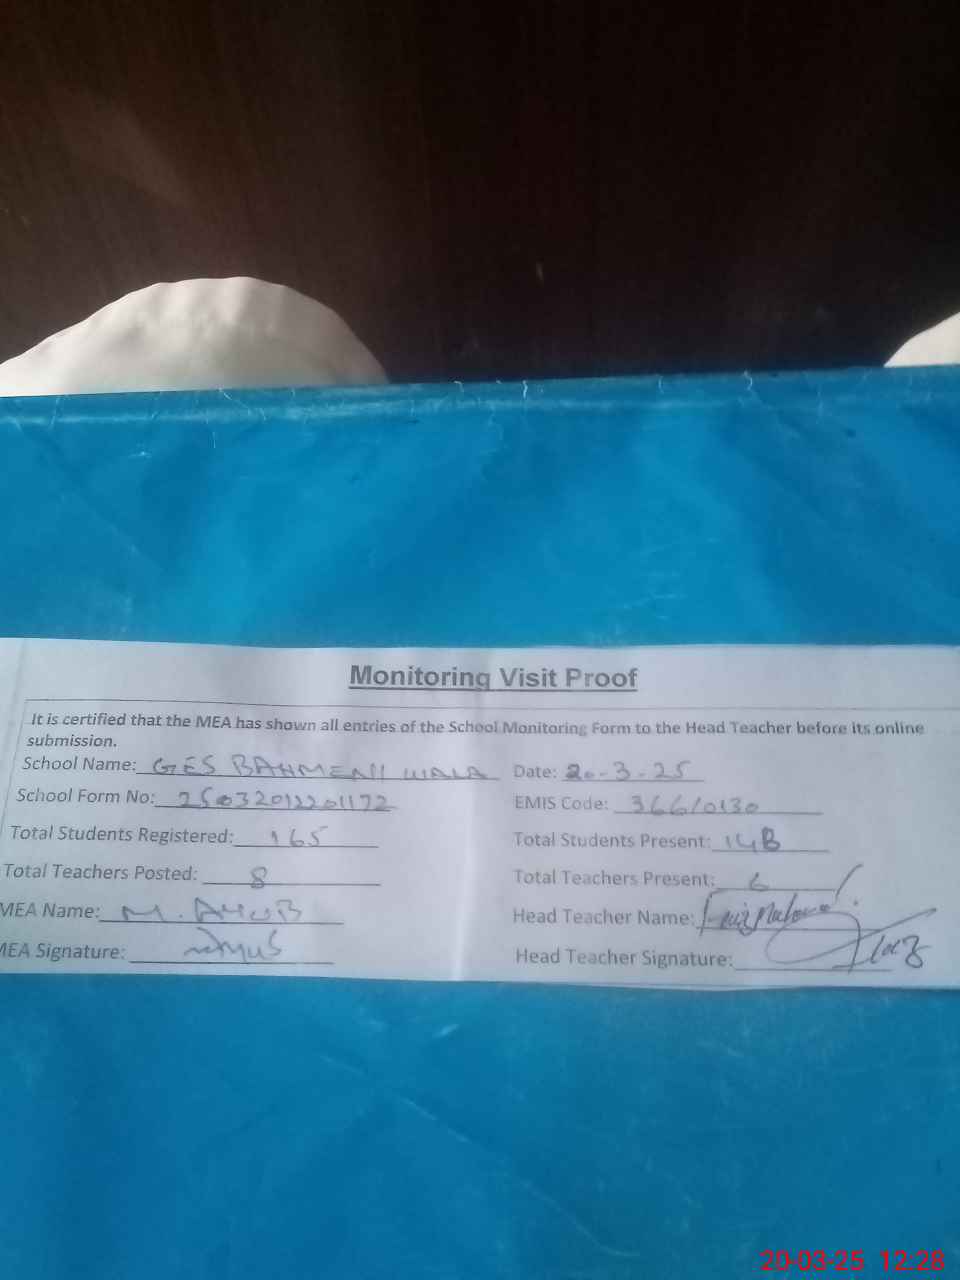 Monitoring Visit Proof
It is certified that the MEA has shown all entries of the School Monitoring Form to the Head Teacher before its online
submission.
School Name: GES BAHMENI WALA Date: 20-3-25
School Form No: 25032012201172 EMIS Code: 36610130
Total Students Registered: 165 Total Students Present: 148
Total Teachers Posted: 8 Total Teachers Present: 6
MEA Name: M. AYUB Head Teacher Name:
MEA Signature: Head Teacher Signature:
20-03-25 12:28